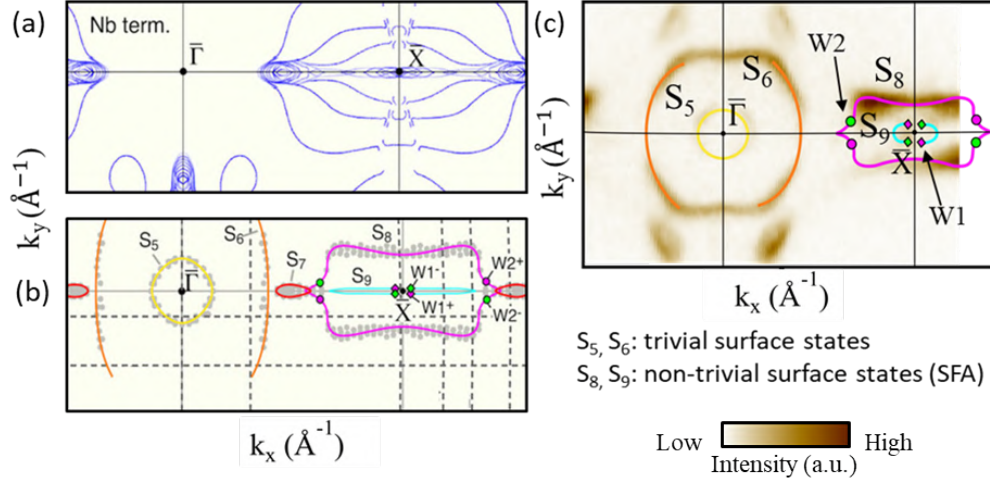 (a)
Nb term.
Γ̅
X̅
k_y (Å⁻¹)
(b)
S₅
S₆
S₇
S₈
S₉
Γ̅
W1-
W1+
X̅
W2+
W2-
k_x (Å⁻¹)
(c)
W2
S₈
S₆
S₅
Γ̅
S₉
X̅
W1
k_y (Å⁻¹)
k_x (Å⁻¹)
S₅, S₆: trivial surface states
S₈, S₉: non-trivial surface states (SFA)
Low High
Intensity (a.u.)